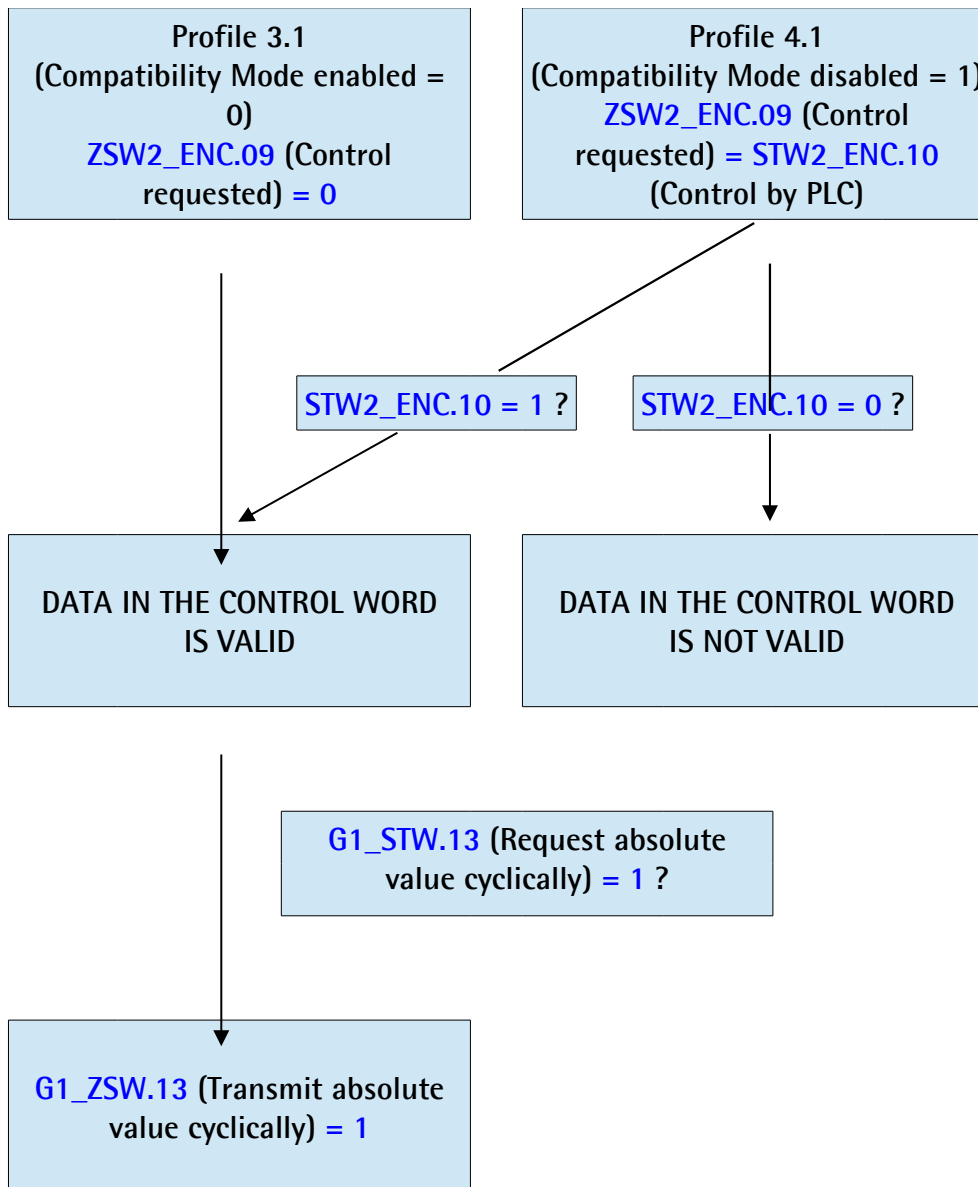 Profile 3.1
(Compatibility Mode enabled =
0)
ZSW2_ENC.09 (Control
requested) = 0
Profile 4.1
(Compatibility Mode disabled = 1)
ZSW2_ENC.09 (Control
requested) = STW2_ENC.10
(Control by PLC)
STW2_ENC.10 = 1 ?
STW2_ENC.10 = 0 ?
DATA IN THE CONTROL WORD
IS VALID
DATA IN THE CONTROL WORD
IS NOT VALID
G1_STW.13 (Request absolute
value cyclically) = 1 ?
G1_ZSW.13 (Transmit absolute
value cyclically) = 1